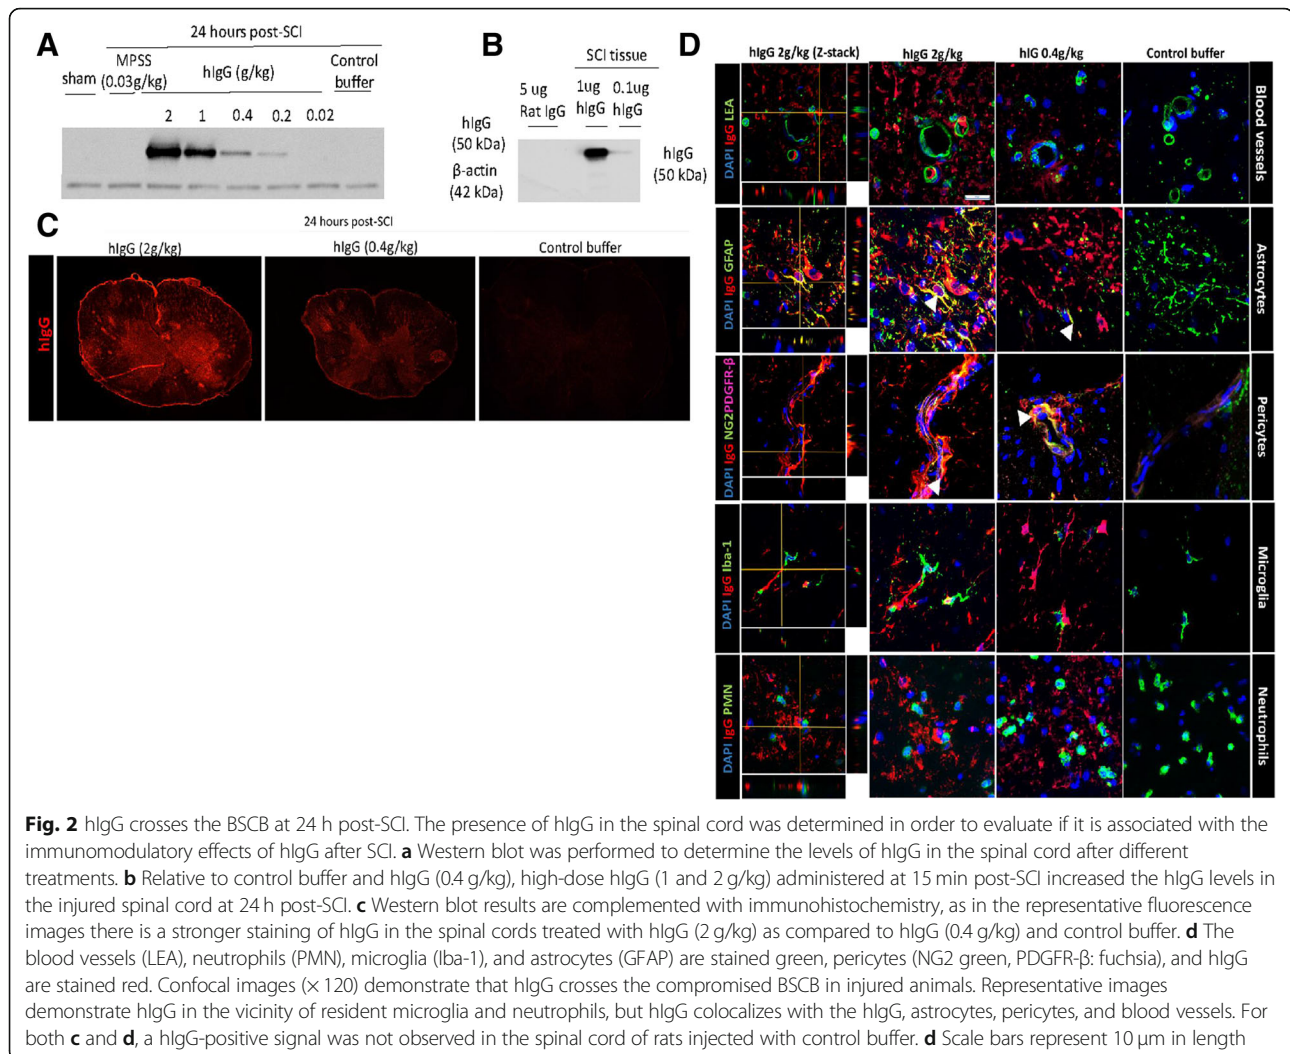 A
24 hours post-SCI
MPSS
(0.03g/kg)
sham
hIgG (g/kg)
Control
buffer
2 1 0.4 0.2 0.02
hIgG
(50 kDa)
β-actin
(42 kDa)
B
SCI tissue
5 ug
Rat IgG
1ug
hIgG
0.1ug
hIgG
hIgG
(50 kDa)
C
24 hours post-SCI
hIgG (2g/kg)
hIgG (0.4g/kg)
Control buffer
hIgG
D
hIgG 2g/kg (Z-stack)
hIgG 2g/kg
hIG 0.4g/kg
Control buffer
DAPI IgG LEA
Blood vessels
DAPI IgG GFAP
Astrocytes
DAPI IgG NG2PDGFR-β
Pericytes
DAPI IgG Iba-1
Microglia
DAPI IgG PMN
Neutrophils
Fig. 2 hIgG crosses the BSCB at 24 h post-SCI. The presence of hIgG in the spinal cord was determined in order to evaluate if it is associated with the
immunomodulatory effects of hIgG after SCI. a Western blot was performed to determine the levels of hIgG in the spinal cord after different
treatments. b Relative to control buffer and hIgG (0.4 g/kg), high-dose hIgG (1 and 2 g/kg) administered at 15 min post-SCI increased the hIgG levels in
the injured spinal cord at 24 h post-SCI. c Western blot results are complemented with immunohistochemistry, as in the representative fluorescence
images there is a stronger staining of hIgG in the spinal cords treated with hIgG (2 g/kg) as compared to hIgG (0.4 g/kg) and control buffer. d The
blood vessels (LEA), neutrophils (PMN), microglia (Iba-1), and astrocytes (GFAP) are stained green, pericytes (NG2 green, PDGFR-β: fuchsia), and hIgG
are stained red. Confocal images (× 120) demonstrate that hIgG crosses the compromised BSCB in injured animals. Representative images
demonstrate hIgG in the vicinity of resident microglia and neutrophils, but hIgG colocalizes with the hIgG, astrocytes, pericytes, and blood vessels. For
both c and d, a hIgG-positive signal was not observed in the spinal cord of rats injected with control buffer. d Scale bars represent 10 μm in length